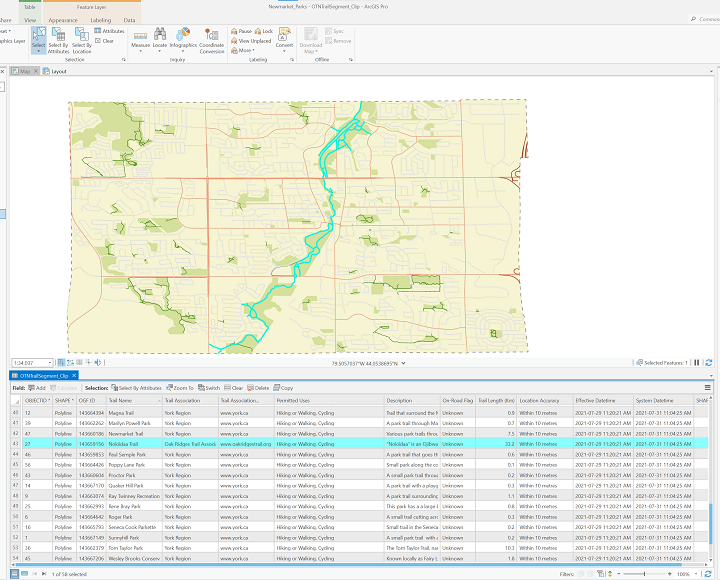 Table
Feature Layer
Newmarket_Parks - OTNTrailSegment_Clip - ArcGIS Pro
Share View Appearance Labeling Data
Select
Select By Attributes
Select By Location
Attributes
Clear
Selection
Measure
Locate
Infographics
Coordinate Conversion
Inquiry
Pause Lock
View Unplaced
More
Convert
Labeling
Download Map
Sync
Remove
Offline
Map Layout
79.5057037°W 44.0538695°N
Selected Features: 1
OTNTrailSegment_Clip
Field: Add Selection: Select By Attributes Zoom To Switch Clear Delete Copy
OBJECTID * SHAPE * OGF ID Trail Name Trail Association Trail Association... Permitted Uses Description On-Road Flag Trail Length (Km) Location Accuracy Effective Datetime System Datetime
12 Polyline 143664394 Magna Trail York Region www.york.ca Hiking or Walking, Cycling Trail that surround the Unknown 0.9 Within 10 metres 2021-07-29 11:20:21 AM 2021-07-31 11:04:25 AM
39 Polyline 143662262 York Region www.york.ca Hiking or Walking, Cycling A park trail through Ma Unknown 0.7 Within 10 metres 2021-07-29 11:20:21 AM 2021-07-31 11:04:25 AM
47 Polyline Newmarket Trail York Region www.york.ca Hiking or Walking, Cycling Various park trails throu Unknown 7.5 Within 10 metres 2021-07-29 11:20:21 AM 2021-07-31 11:04:25 AM
27 Polyline 143659156 Nokiidaa Trail Oak Ridges Trail Associ www.oakridgestrail.org Hiking or Walking, Cycling "Nokiidaa" is an Ojibwa Unknown 33.2 Within 10 metres 2021-07-29 11:20:21 AM 2021-07-31 11:04:25 AM
46 Polyline 143659853 Paul Semple Park York Region www.york.ca Hiking or Walking, Cycling A park trail that goes th Unknown 0.6 Within 10 metres 2021-07-29 11:20:21 AM 2021-07-31 11:04:25 AM
56 Polyline 143664426 Poppy Lane Park York Region www.york.ca Hiking or Walking, Cycling Small park along the co Unknown 0.1 Within 10 metres 2021-07-29 11:20:21 AM 2021-07-31 11:04:25 AM
43 Polyline 143660604 Proctor Park York Region www.york.ca Hiking or Walking, Cycling A small park trail throu Unknown 0.2 Within 10 metres 2021-07-29 11:20:21 AM 2021-07-31 11:04:25 AM
14 Polyline 143667170 Quaker Hill Park York Region www.york.ca Hiking or Walking, Cycling A park trail with a playg Unknown 0.3 Within 10 metres 2021-07-29 11:20:21 AM 2021-07-31 11:04:25 AM
9 Polyline 143663074 Ray Twinney Recreation York Region www.york.ca Hiking or Walking, Cycling A park trail surrounding Unknown 1.1 Within 10 metres 2021-07-29 11:20:21 AM 2021-07-31 11:04:25 AM
25 Polyline 143662993 Rene Bray Park York Region www.york.ca Hiking or Walking, Cycling This park has a large l Unknown 0.8 Within 10 metres 2021-07-29 11:20:21 AM 2021-07-31 11:04:25 AM
6 Polyline 143664642 Roger Park York Region www.york.ca Hiking or Walking, Cycling A small trail cutting acr Unknown 0.3 Within 10 metres 2021-07-29 11:20:21 AM 2021-07-31 11:04:25 AM
16 Polyline 143665793 Seneca Cook Parkette York Region www.york.ca Hiking or Walking, Cycling Small trail in the Seneca Unknown 0.2 Within 10 metres 2021-07-29 11:20:21 AM 2021-07-31 11:04:25 AM
1 Polyline 143667149 Sunnyhill Park York Region www.york.ca Hiking or Walking, Cycling A small park trail with a Unknown 0.2 Within 10 metres 2021-07-29 11:20:21 AM 2021-07-31 11:04:25 AM
36 Polyline 143662379 Tom Taylor Park York Region www.york.ca Hiking or Walking, Cycling The Tom Taylor Trail, na Unknown 10.3 Within 10 metres 2021-07-29 11:20:21 AM 2021-07-31 11:04:25 AM
45 Polyline 143667206 Wesley Brooks Conserv York Region www.york.ca Hiking or Walking, Cycling Known locally as Fairy L Unknown 1.8 Within 10 metres 2021-07-29 11:20:21 AM 2021-07-31 11:04:25 AM
1 of 58 selected
Filters:
100%